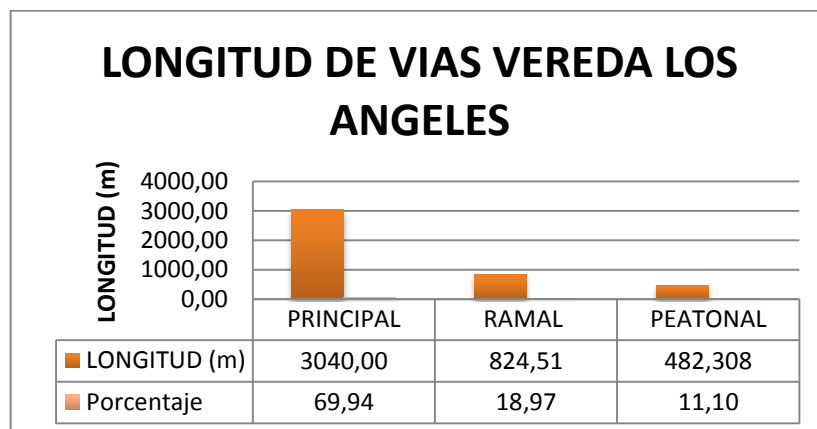 LONGITUD DE VIAS VEREDA LOS
ANGELES
LONGITUD (m)
4000,00
3000,00
2000,00
1000,00
0,00
PRINCIPAL RAMAL PEATONAL
LONGITUD (m) 3040,00 824,51 482,308
Porcentaje 69,94 18,97 11,10